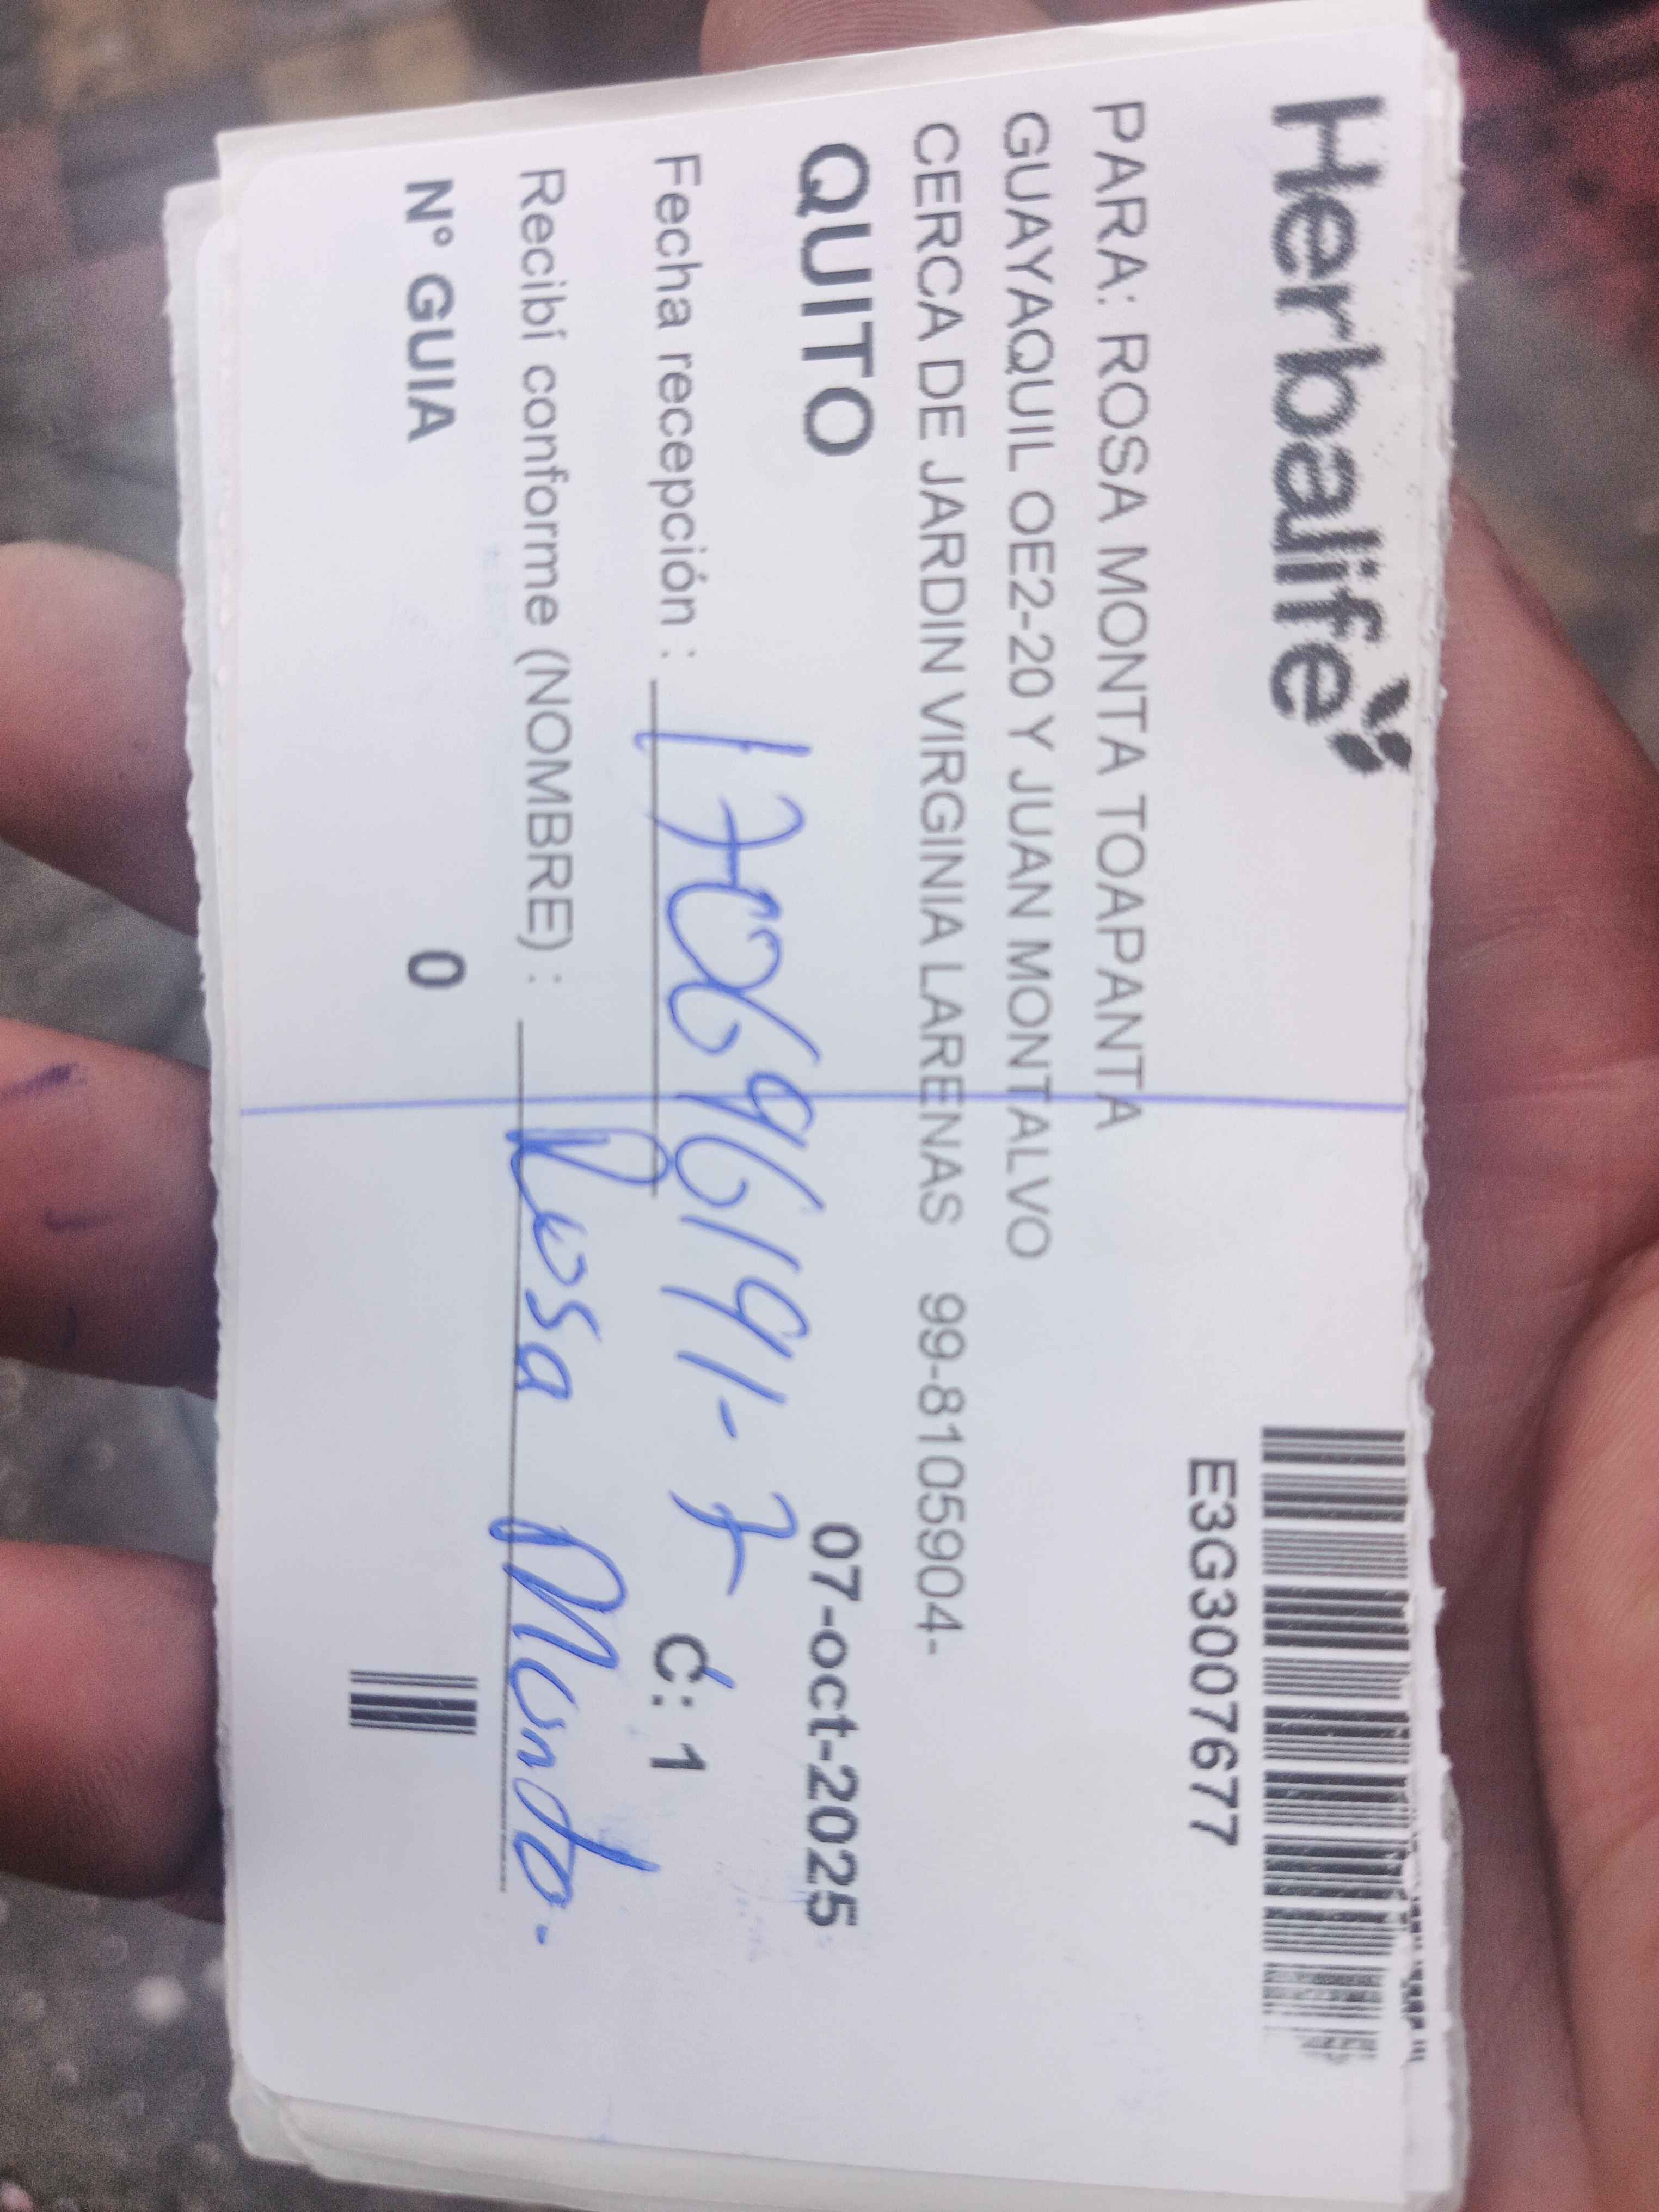 Herbalife
E3G3007677
PARA: ROSA MONTA TOAPANTA
GUAYAQUIL OE2-20 Y JUAN MONTALVO
CERCA DE JARDIN VIRGINIA LARENAS 99-8105904-
QUITO 07-oct-2025
Fecha recepción : 170696191-7 C: 1
Recibí conforme (NOMBRE) : Rosa Monta.
N° GUIA 0